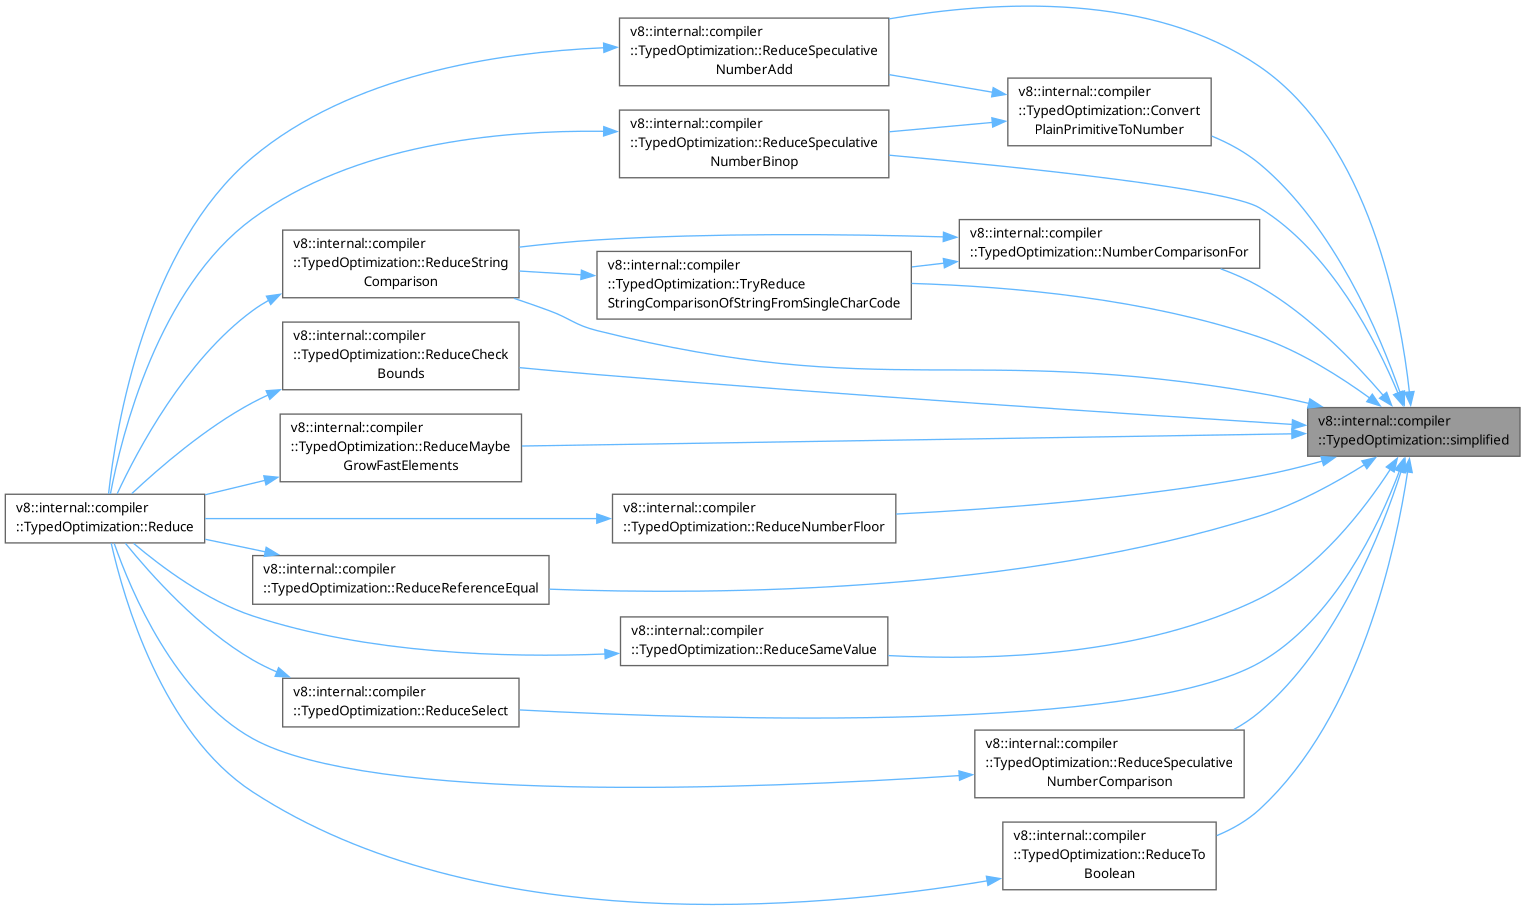 v8::internal::compiler
::TypedOptimization::ReduceSpeculative
NumberAdd
v8::internal::compiler
::TypedOptimization::Convert
PlainPrimitiveToNumber
v8::internal::compiler
::TypedOptimization::ReduceSpeculative
NumberBinop
v8::internal::compiler
::TypedOptimization::NumberComparisonFor
v8::internal::compiler
::TypedOptimization::ReduceString
Comparison
v8::internal::compiler
::TypedOptimization::TryReduce
StringComparisonOfStringFromSingleCharCode
v8::internal::compiler
::TypedOptimization::ReduceCheck
Bounds
v8::internal::compiler
::TypedOptimization::simplified
v8::internal::compiler
::TypedOptimization::ReduceMaybe
GrowFastElements
v8::internal::compiler
::TypedOptimization::Reduce
v8::internal::compiler
::TypedOptimization::ReduceNumberFloor
v8::internal::compiler
::TypedOptimization::ReduceReferenceEqual
v8::internal::compiler
::TypedOptimization::ReduceSameValue
v8::internal::compiler
::TypedOptimization::ReduceSelect
v8::internal::compiler
::TypedOptimization::ReduceSpeculative
NumberComparison
v8::internal::compiler
::TypedOptimization::ReduceTo
Boolean